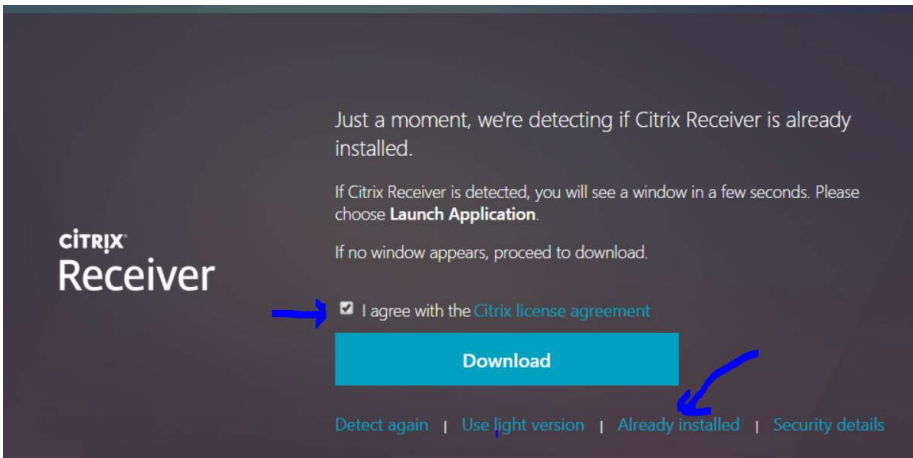 Just a moment, we're detecting if Citrix Receiver is already
installed.
If Citrix Receiver is detected, you will see a window in a few seconds. Please
choose Launch Application.
If no window appears, proceed to download.
CİTRIX
Receiver
I agree with the Citrix license agreement
Download
Detect again | Use light version | Already installed | Security details